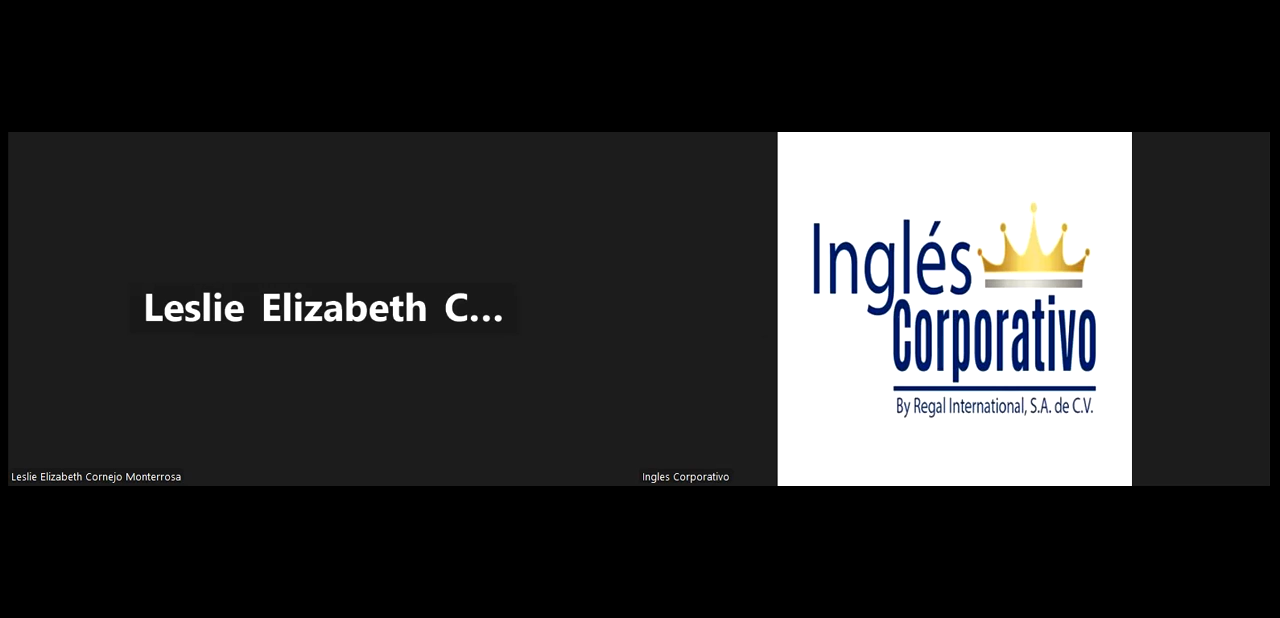 Leslie Elizabeth C...
Inglés
Corporativo
By Regal International, S.A. de C.V.
Leslie Elizabeth Cornejo Monterrosa
Ingles Corporativo